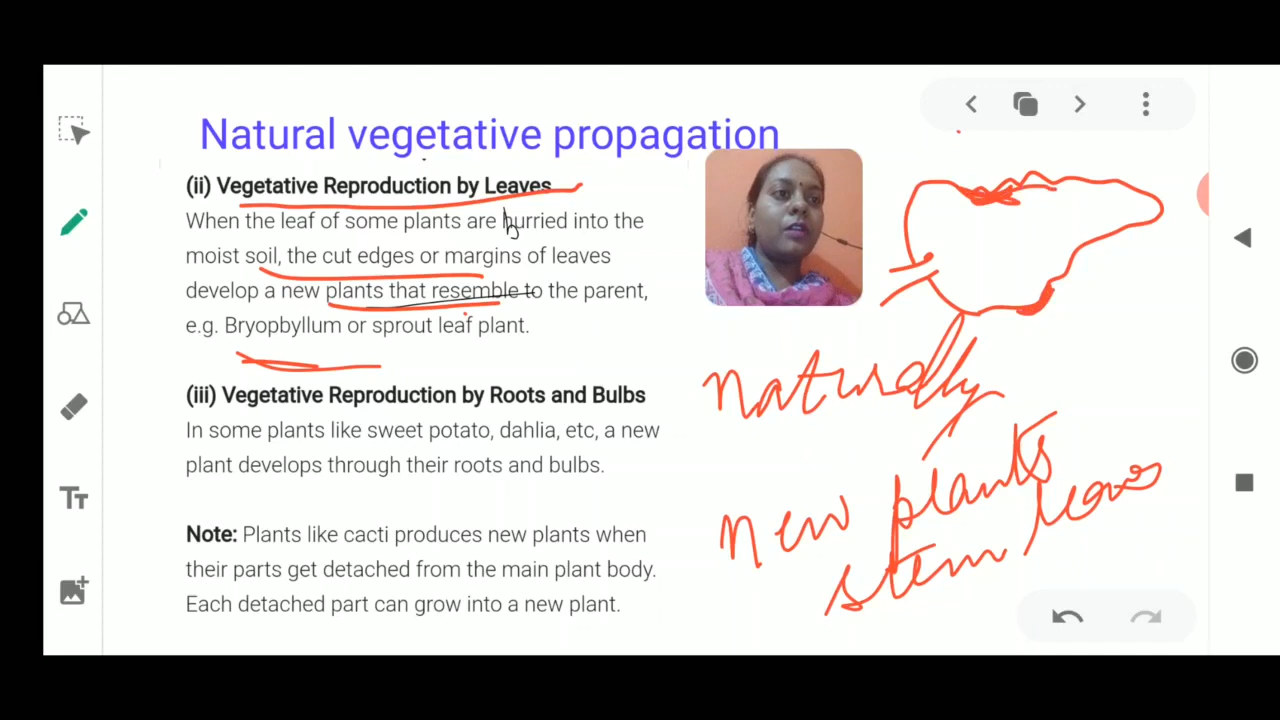 Natural vegetative propagation
(ii) Vegetative Reproduction by Leaves
When the leaf of some plants are hurried into the
moist soil, the cut edges or margins of leaves
develop a new plants that resemble to the parent,
e.g. Bryopbyllum or sprout leaf plant.
(iii) Vegetative Reproduction by Roots and Bulbs
In some plants like sweet potato, dahlia, etc, a new
plant develops through their roots and bulbs.
Note: Plants like cacti produces new plants when
their parts get detached from the main plant body.
Each detached part can grow into a new plant.
Naturally
New plants
stem, leaves
TT